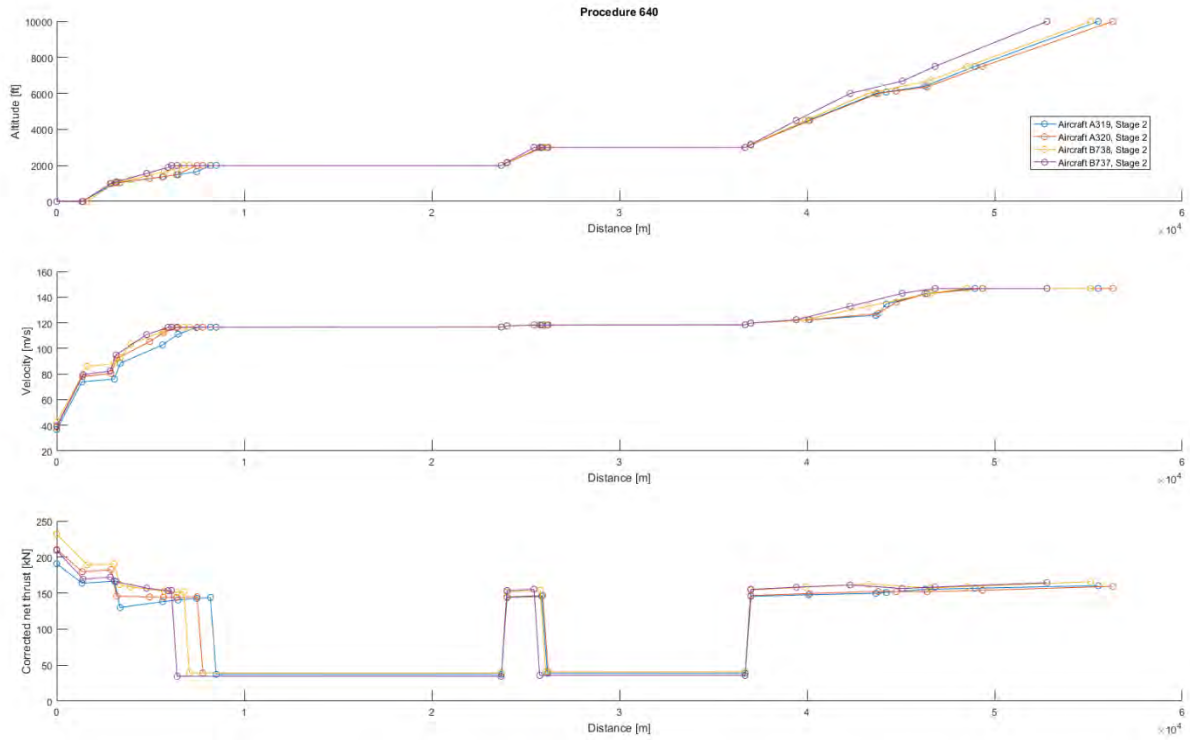 Procedure 640
10000
8000
6000
4000
2000
0
Altitude [ft]
0 1 2 3 4 5 6
Distance [m]
× 10^4
Aircraft A319, Stage 2
Aircraft A320, Stage 2
Aircraft B738, Stage 2
Aircraft B737, Stage 2
160
140
120
100
80
60
40
20
Velocity [m/s]
0 1 2 3 4 5 6
Distance [m]
× 10^4
250
200
150
100
50
0
Corrected net thrust [kN]
0 1 2 3 4 5 6
Distance [m]
× 10^4